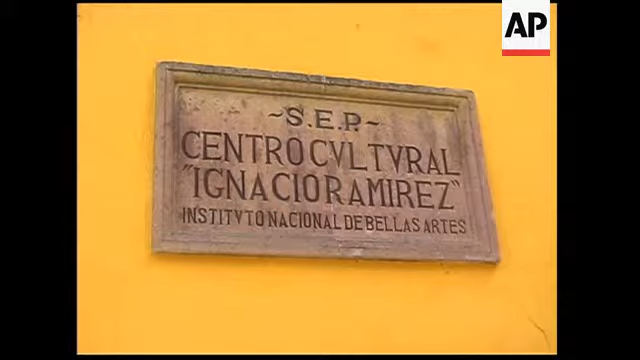 AP
~S.E.P.~
CENTRO CVLTVRAL
"IGNACIO RAMIREZ"
INSTITVTO NACIONAL DE BELLAS ARTES